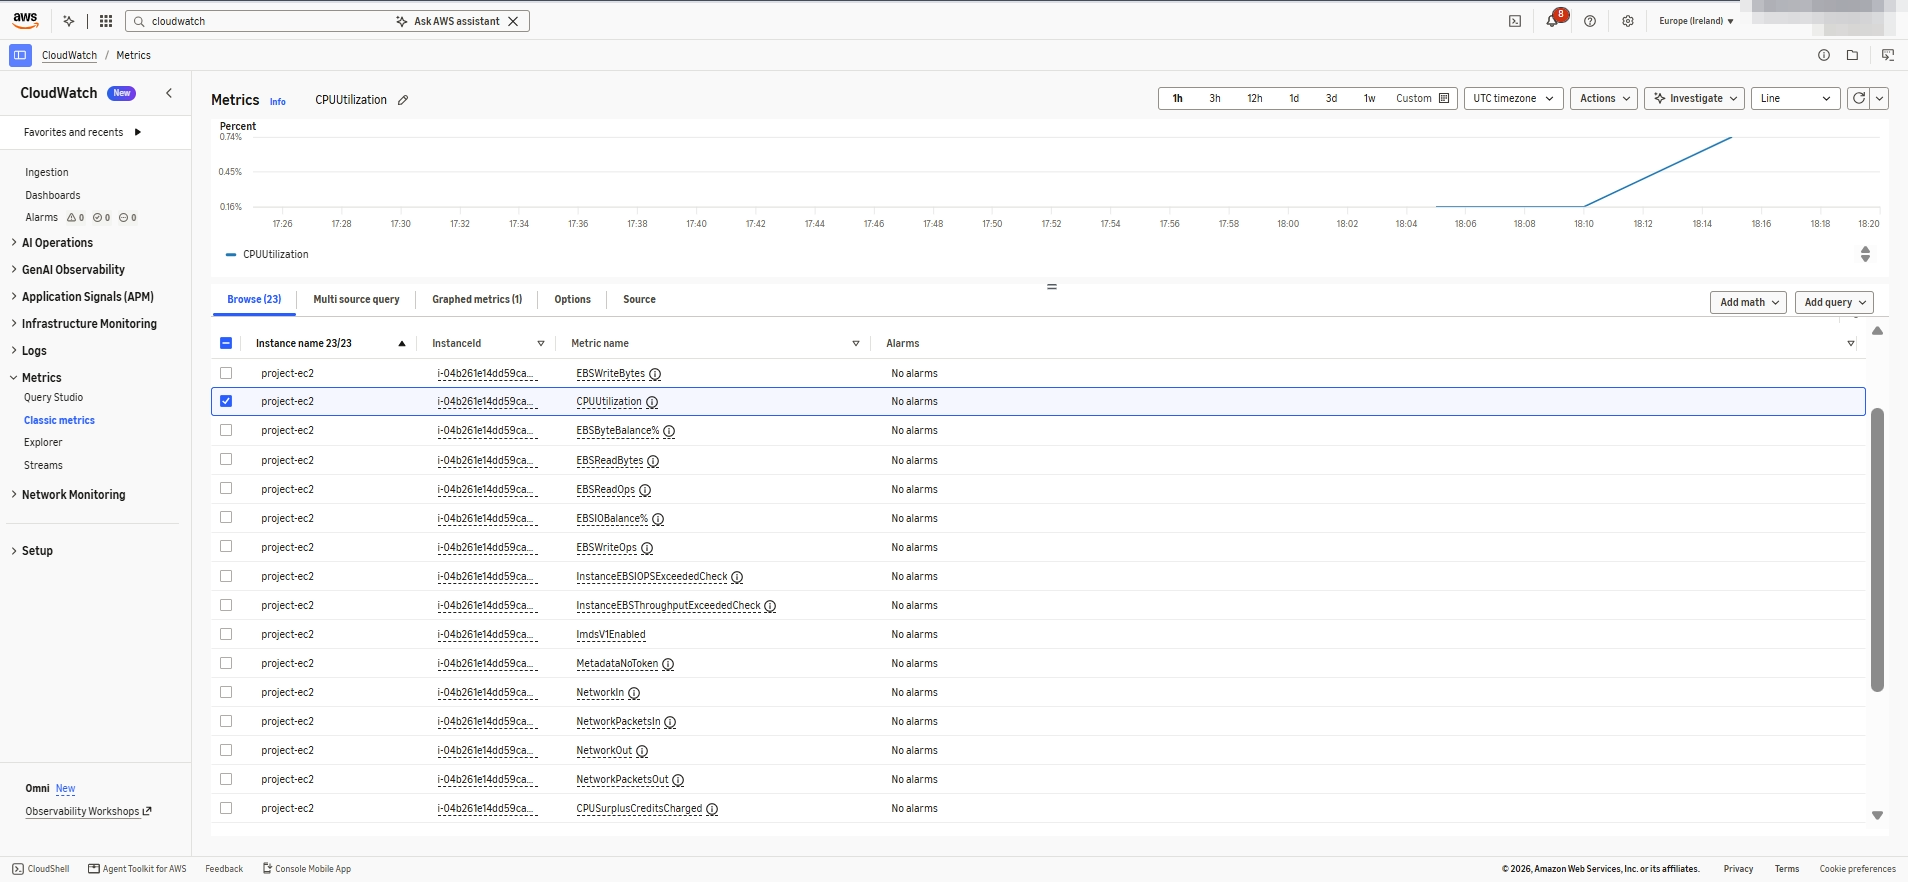 aws
cloudwatch
Ask AWS assistant
8
Europe (Ireland)
CloudWatch / Metrics
CloudWatch New
Favorites and recents
Ingestion
Dashboards
Alarms 0 0 0
AI Operations
GenAI Observability
Application Signals (APM)
Infrastructure Monitoring
Logs
Metrics
Query Studio
Classic metrics
Explorer
Streams
Network Monitoring
Setup
Omni New
Observability Workshops
Metrics Info CPUUtilization
1h 3h 12h 1d 3d 1w Custom UTC timezone Actions Investigate Line
Percent
0.74%
0.45%
0.16%
17:26 17:28 17:30 17:32 17:34 17:36 17:38 17:40 17:42 17:44 17:46 17:48 17:50 17:52 17:54 17:56 17:58 18:00 18:02 18:04 18:06 18:08 18:10 18:12 18:14 18:16 18:18 18:20
CPUUtilization
Browse (23) Multi source query Graphed metrics (1) Options Source
Add math Add query
Instance name 23/23 InstanceId Metric name Alarms
project-ec2 i-04b261e14dd59ca... EBSWriteBytes No alarms
project-ec2 i-04b261e14dd59ca... CPUUtilization No alarms
project-ec2 i-04b261e14dd59ca... EBSByteBalance% No alarms
project-ec2 i-04b261e14dd59ca... EBSReadBytes No alarms
project-ec2 i-04b261e14dd59ca... EBSReadOps No alarms
project-ec2 i-04b261e14dd59ca... EBSIOBalance% No alarms
project-ec2 i-04b261e14dd59ca... EBSWriteOps No alarms
project-ec2 i-04b261e14dd59ca... InstanceEBSIOPSExceededCheck No alarms
project-ec2 i-04b261e14dd59ca... InstanceEBSThroughputExceededCheck No alarms
project-ec2 i-04b261e14dd59ca... ImdsV1Enabled No alarms
project-ec2 i-04b261e14dd59ca... MetadataNoToken No alarms
project-ec2 i-04b261e14dd59ca... NetworkIn No alarms
project-ec2 i-04b261e14dd59ca... NetworkPacketsIn No alarms
project-ec2 i-04b261e14dd59ca... NetworkOut No alarms
project-ec2 i-04b261e14dd59ca... NetworkPacketsOut No alarms
project-ec2 i-04b261e14dd59ca... CPUSurplusCreditsCharged No alarms
CloudShell Agent Toolkit for AWS Feedback Console Mobile App
© 2026, Amazon Web Services, Inc. or its affiliates. Privacy Terms Cookie preferences